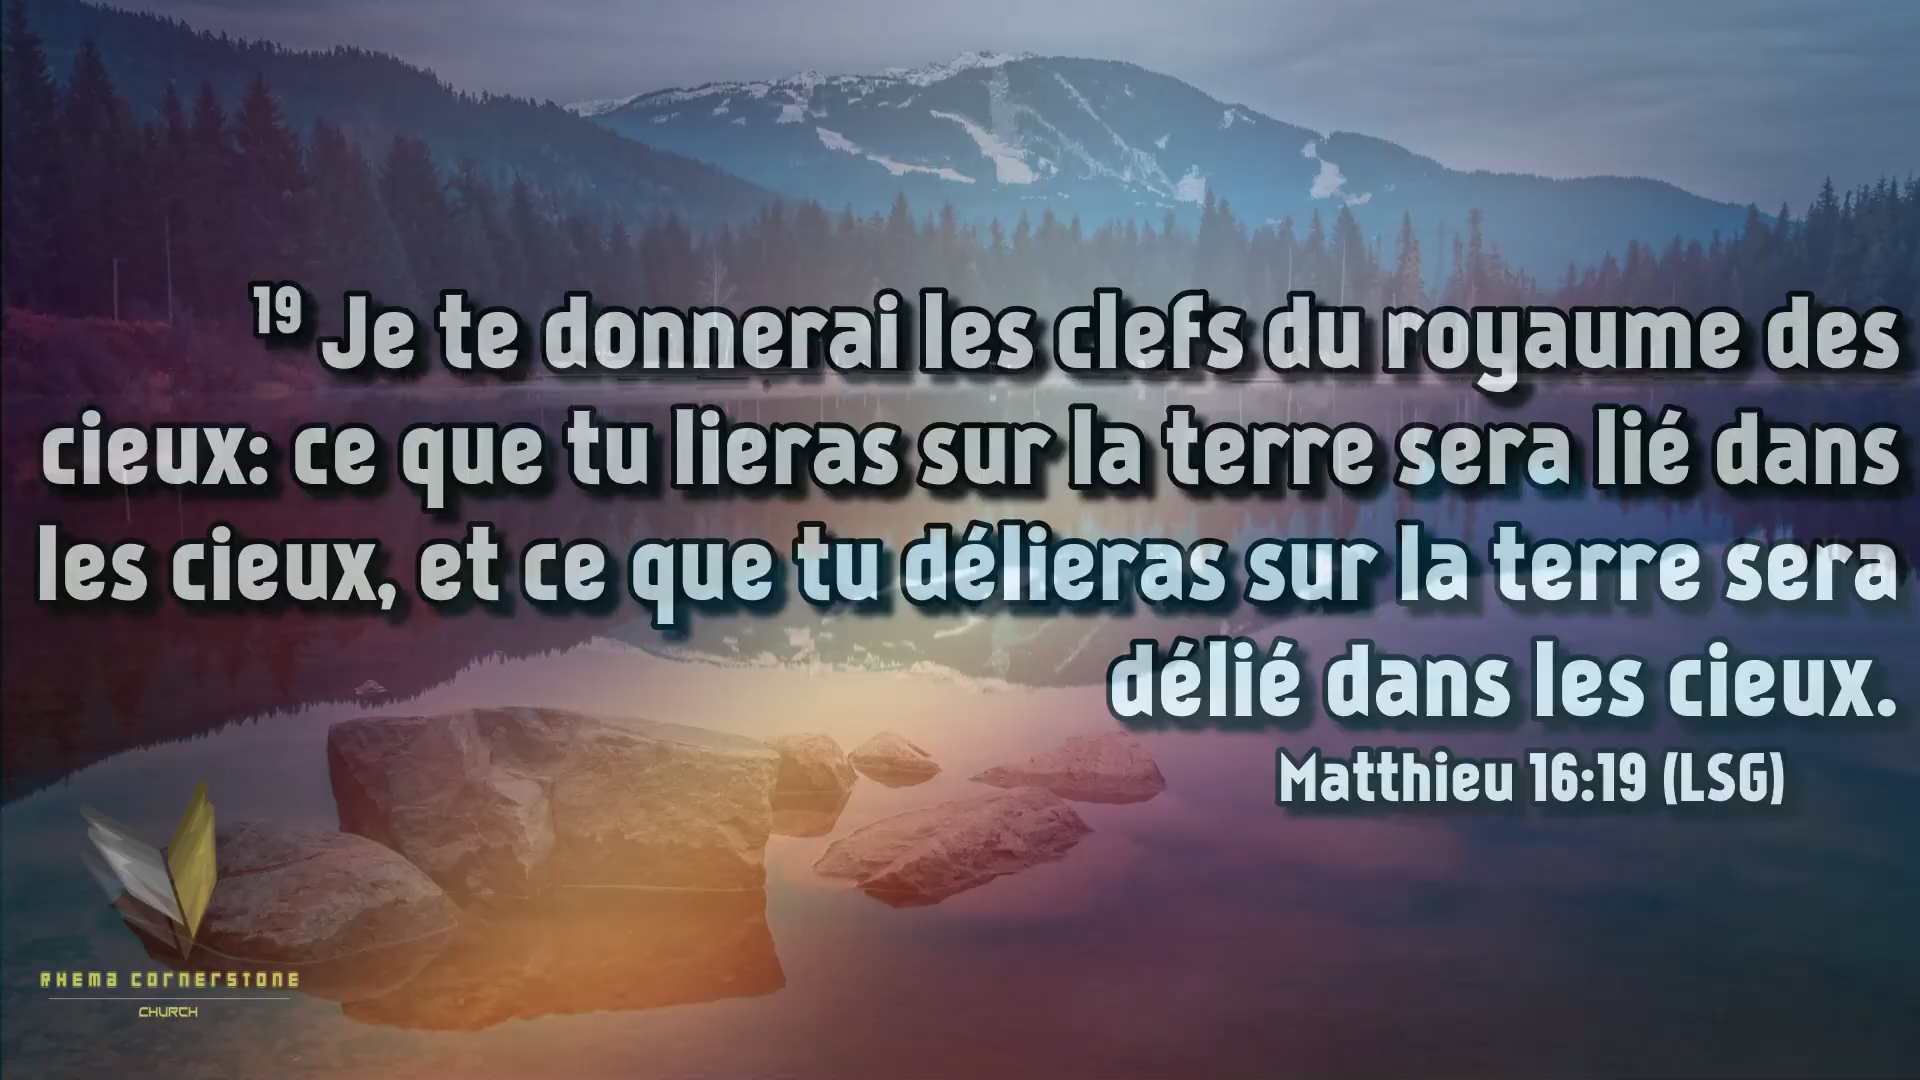 19 Je te donnerai les clefs du royaume des
cieux: ce que tu lieras sur la terre sera lié dans
les cieux, et ce que tu délieras sur la terre sera
délié dans les cieux.
Matthieu 16:19 (LSG)
RHEMA CORNERSTONE
CHURCH